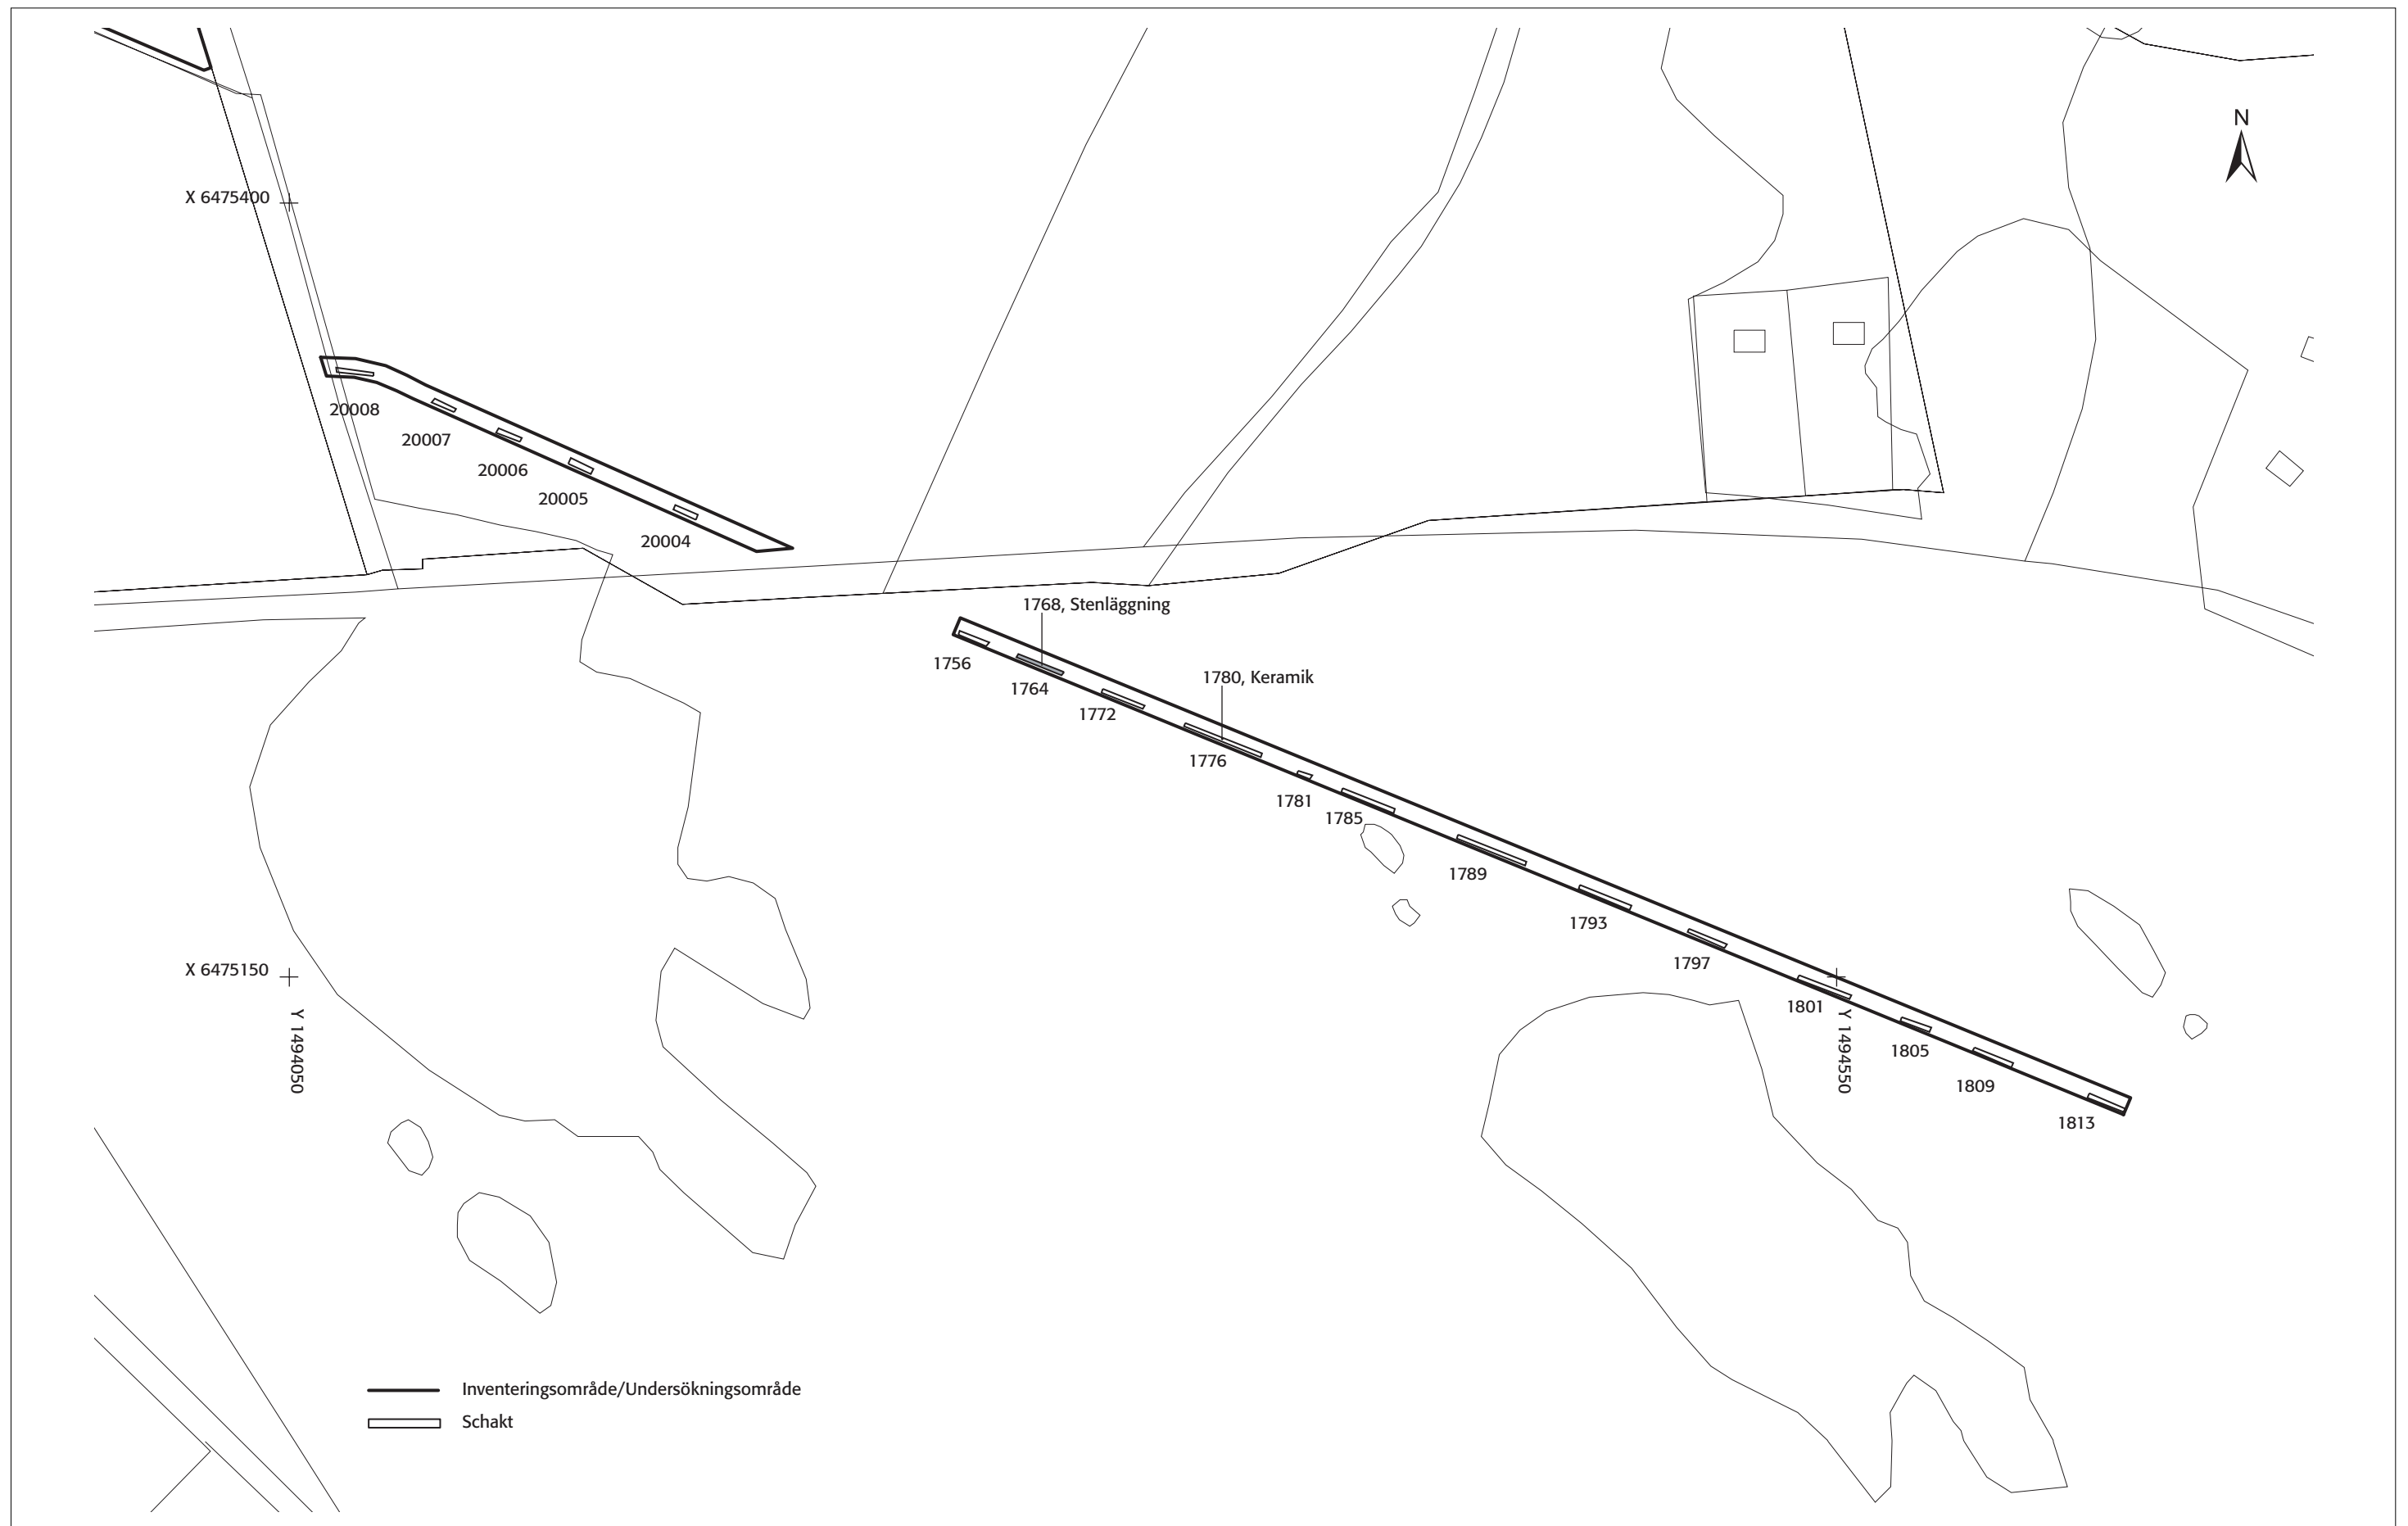 N
X 6475400
20008
20007
20006
20005
20004
1768, Stenläggning
1756
1764
1780, Keramik
1772
1776
1781
1785
1789
1793
1797
X 6475150
Y 1494050
1801
Y 1494550
1805
1809
1813
Inventeringsområde/Undersökningsområde
Schakt